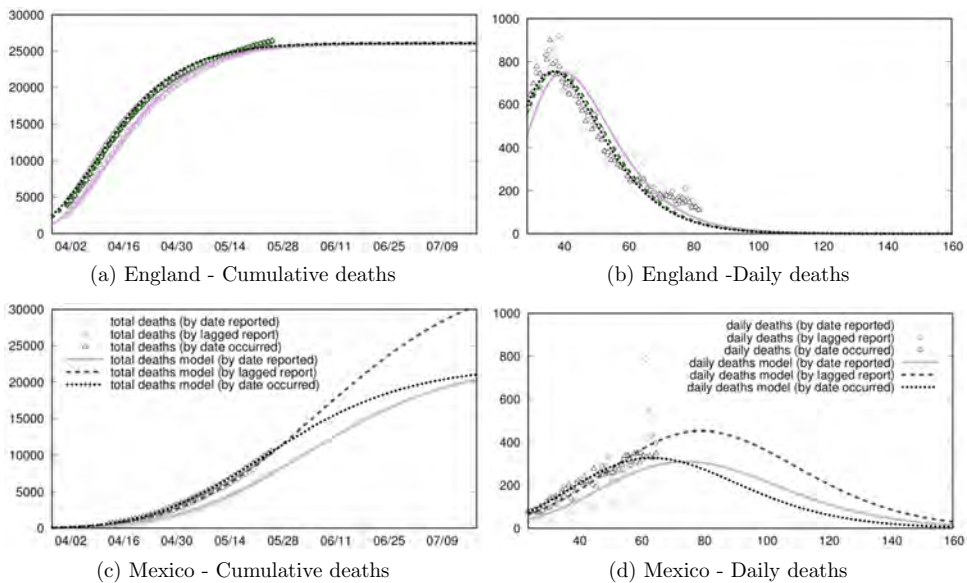 30000
25000
20000
15000
10000
5000
0
04/02 04/16 04/30 05/14 05/28 06/11 06/25 07/09
(a) England - Cumulative deaths
1000
800
600
400
200
0
40 60 80 100 120 140 160
(b) England -Daily deaths
30000
25000
20000
15000
10000
5000
0
total deaths (by date reported)
total deaths (by lagged report)
total deaths (by date occurred)
total deaths model (by date reported)
total deaths model (by lagged report)
total deaths model (by date occurred)
04/02 04/16 04/30 05/14 05/28 06/11 06/25 07/09
(c) Mexico - Cumulative deaths
1000
800
600
400
200
0
daily deaths (by date reported)
daily deaths (by lagged report)
daily deaths (by date occurred)
daily deaths model (by date reported)
daily deaths model (by lagged report)
daily deaths model (by date occurred)
40 60 80 100 120 140 160
(d) Mexico - Daily deaths